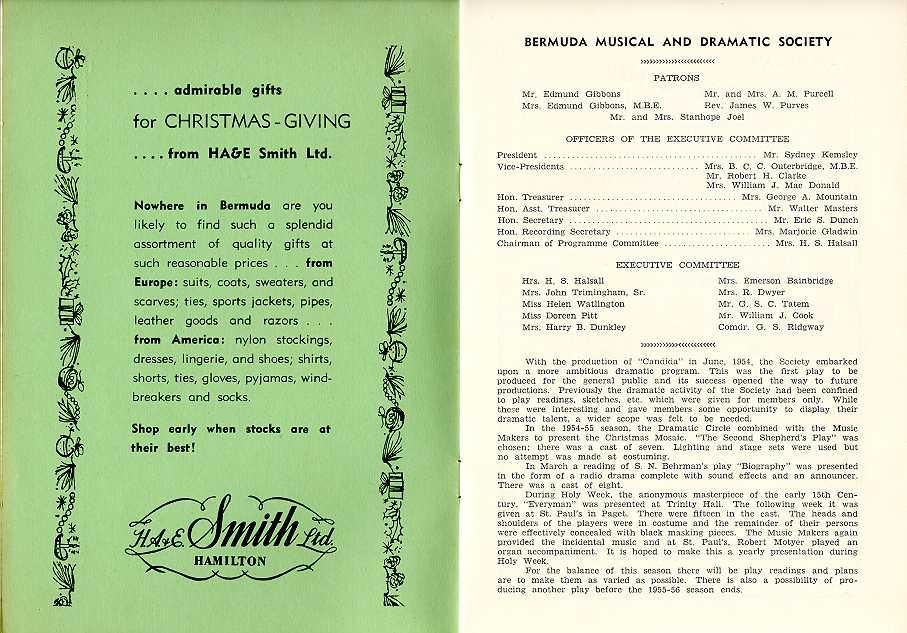 . . . . admirable gifts
for CHRISTMAS - GIVING
. . . . from HA&E Smith Ltd.
Nowhere in Bermuda are you
likely to find such a splendid
assortment of quality gifts at
such reasonable prices . . . from
Europe: suits, coats, sweaters, and
scarves; ties, sports jackets, pipes,
leather goods and razors . . .
from America: nylon stockings,
dresses, lingerie, and shoes; shirts,
shorts, ties, gloves, pyjamas, wind-
breakers and socks.
Shop early when stocks are at
their best!
HA&E Smith Ltd.
HAMILTON
BERMUDA MUSICAL AND DRAMATIC SOCIETY
PATRONS
Mr. Edmund Gibbons Mr. and Mrs. A. M. Purcell
Mrs. Edmund Gibbons, M.B.E. Rev. James W. Purves
Mr. and Mrs. Stanhope Joel
OFFICERS OF THE EXECUTIVE COMMITTEE
President ........ Mr. Sydney Kemsley
Vice-Presidents ........ Mrs. B. C. C. Outerbridge, M.B.E.
Mr. Robert H. Clarke
Mrs. William J. Mac Donald
Hon. Treasurer ........ Mrs. George A. Mountain
Hon. Asst. Treasurer ........ Mr. Walter Masters
Hon. Secretary ........ Mr. Eric S. Dunch
Hon. Recording Secretary ........ Mrs. Marjorie Gladwin
Chairman of Programme Committee ........ Mrs. H. S. Halsall
EXECUTIVE COMMITTEE
Hrs. H. S. Halsall Mrs. Emerson Bainbridge
Mrs. John Trimingham, Sr. Mrs. R. Dwyer
Miss Helen Watlington Mr. G. S. C. Tatem
Miss Doreen Pitt Mr. William J. Cook
Mrs. Harry B. Dunkley Comdr. G. S. Ridgway
With the production of "Candida" in June, 1954, the Society embarked
upon a more ambitious dramatic program. This was the first play to be
produced for the general public and its success opened the way to future
productions. Previously the dramatic activity of the Society had been confined
to play readings, sketches, etc. which were given for members only. While
these were interesting and gave members some opportunity to display their
dramatic talent, a wider scope was felt to be needed.
In the 1954-55 season, the Dramatic Circle combined with the Music
Makers to present the Christmas Mosaic. "The Second Shepherd's Play" was
chosen; there was a cast of seven. Lighting and stage sets were used but
no attempt was made at costuming.
In March a reading of S. N. Behrman's play "Biography" was presented
in the form of a radio drama complete with sound effects and an announcer.
There was a cast of eight.
During Holy Week, the anonymous masterpiece of the early 15th Cen-
tury, "Everyman" was presented at Trinity Hall. The following week it was
given at St. Paul's in Paget. There were fifteen in the cast. The heads and
shoulders of the players were in costume and the remainder of their persons
were effectively concealed with black masking pieces. The Music Makers again
provided the incidental music and at St. Paul's, Robert Motyer played an
organ accompaniment. It is hoped to make this a yearly presentation during
Holy Week.
For the balance of this season there will be play readings and plans
are to make them as varied as possible. There is also a possibility of pro-
ducing another play before the 1955-56 season ends.